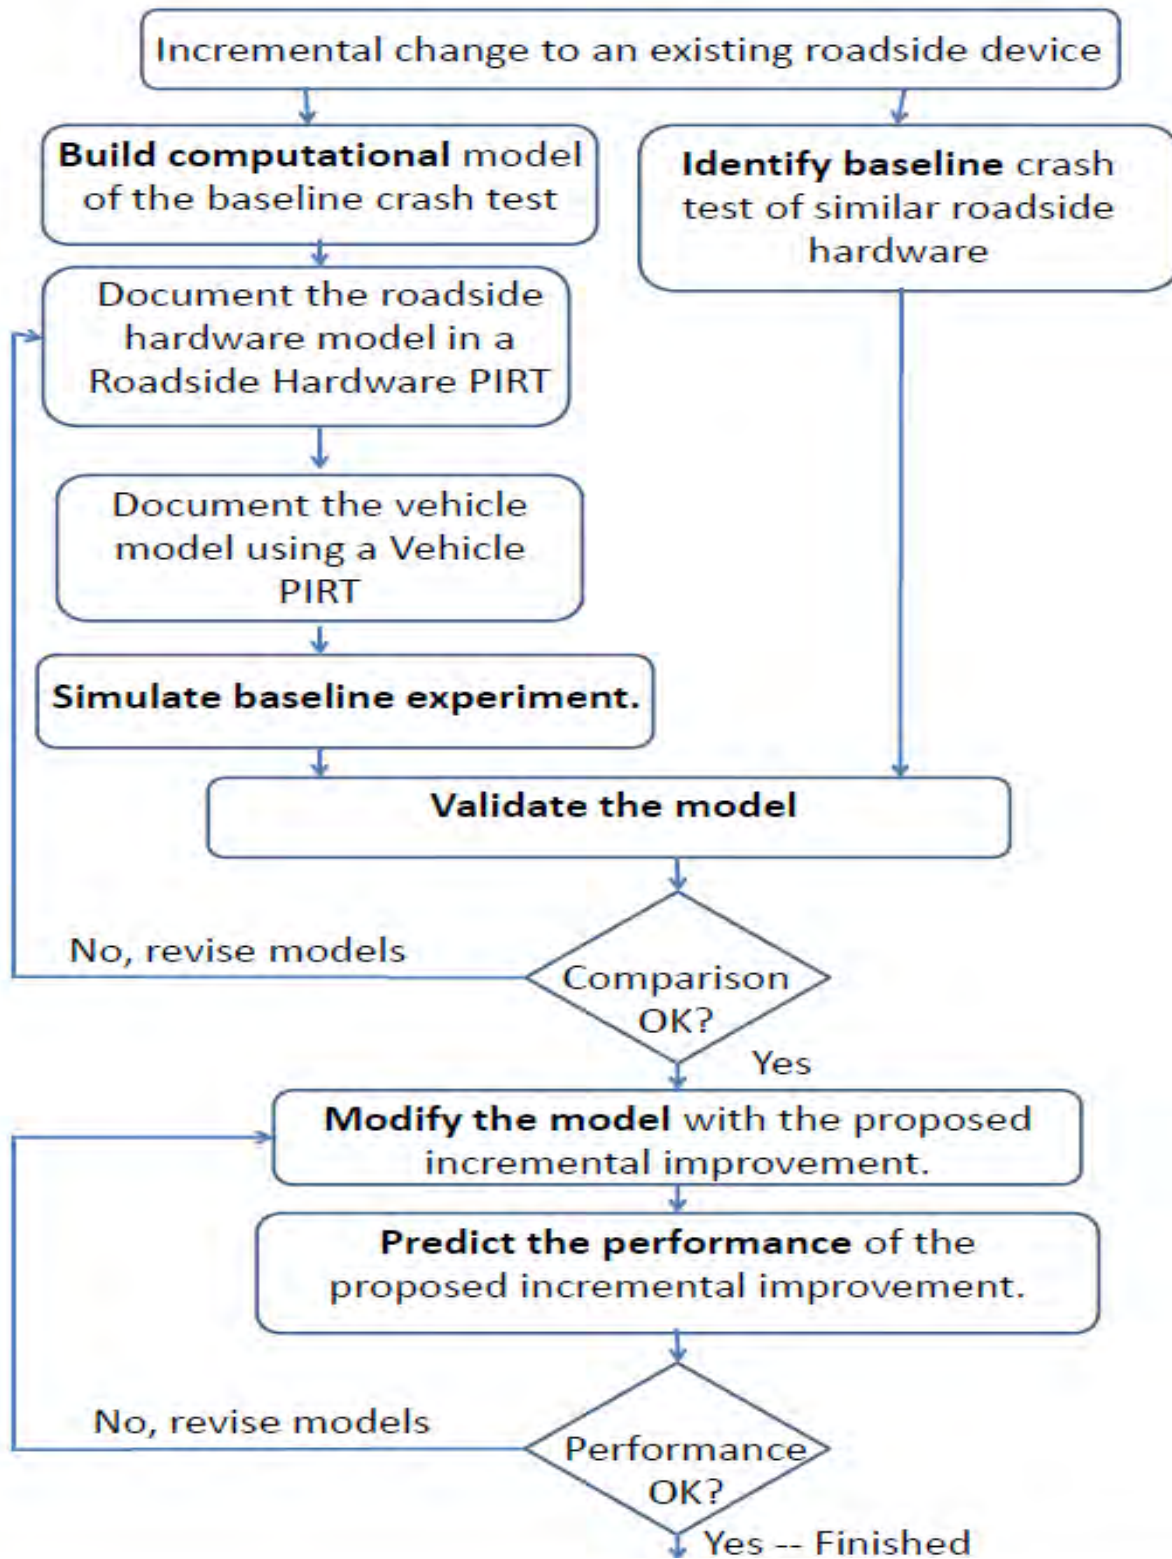 Incremental change to an existing roadside device
Build computational model
of the baseline crash test
Identify baseline crash
test of similar roadside
hardware
Document the roadside
hardware model in a
Roadside Hardware PIRT
Document the vehicle
model using a Vehicle
PIRT
Simulate baseline experiment.
Validate the model
No, revise models
Comparison
OK?
Yes
Modify the model with the proposed
incremental improvement.
Predict the performance of the
proposed incremental improvement.
No, revise models
Performance
OK?
Yes -- Finished